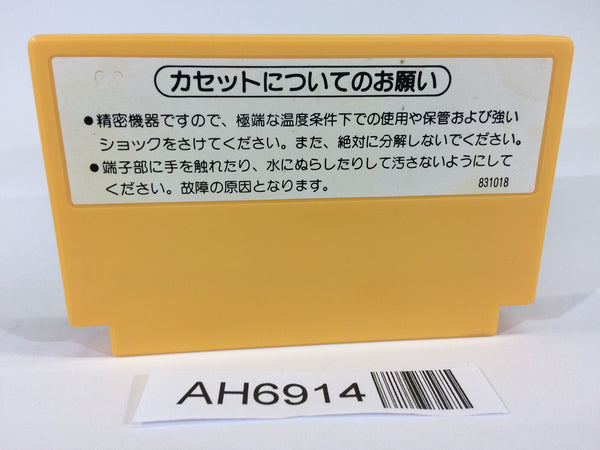 カセットについてのお願い
●精密機器ですので、極端な温度条件下での使用や保管および強い
ショックをさけてください。また、絶対に分解しないでください。
●端子部に手を触れたり、水にぬらしたりして汚さないようにして
ください。故障の原因となります。
831018
AH6914